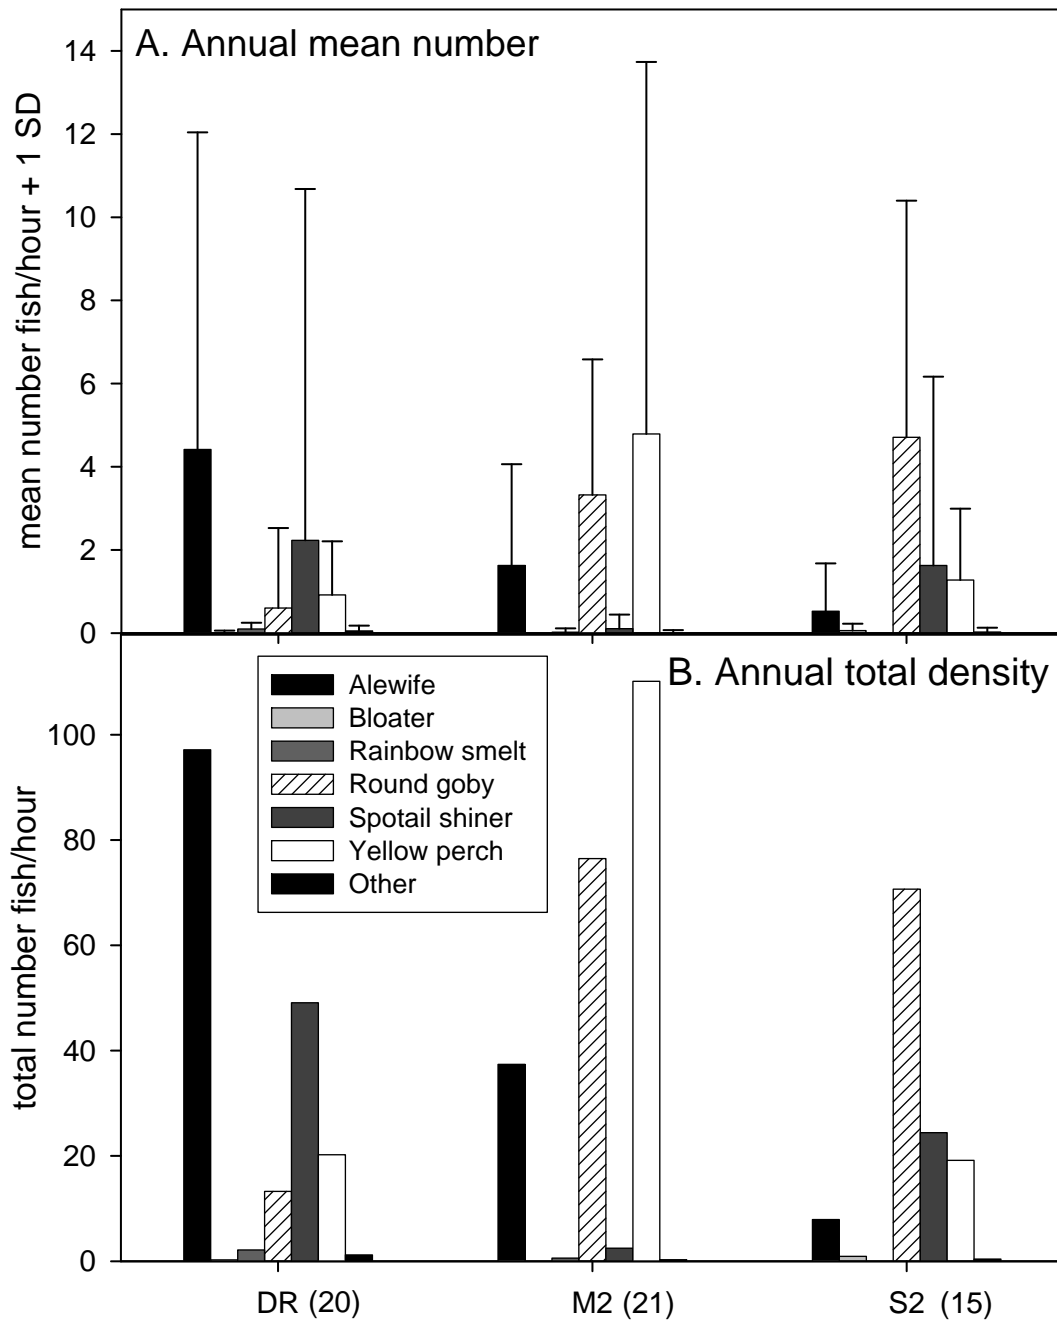 A. Annual mean number
mean number fish/hour + 1 SD
14
12
10
8
6
4
2
0
B. Annual total density
total number fish/hour
100
80
60
40
20
0
Alewife
Bloater
Rainbow smelt
Round goby
Spotail shiner
Yellow perch
Other
DR (20)
M2 (21)
S2 (15)